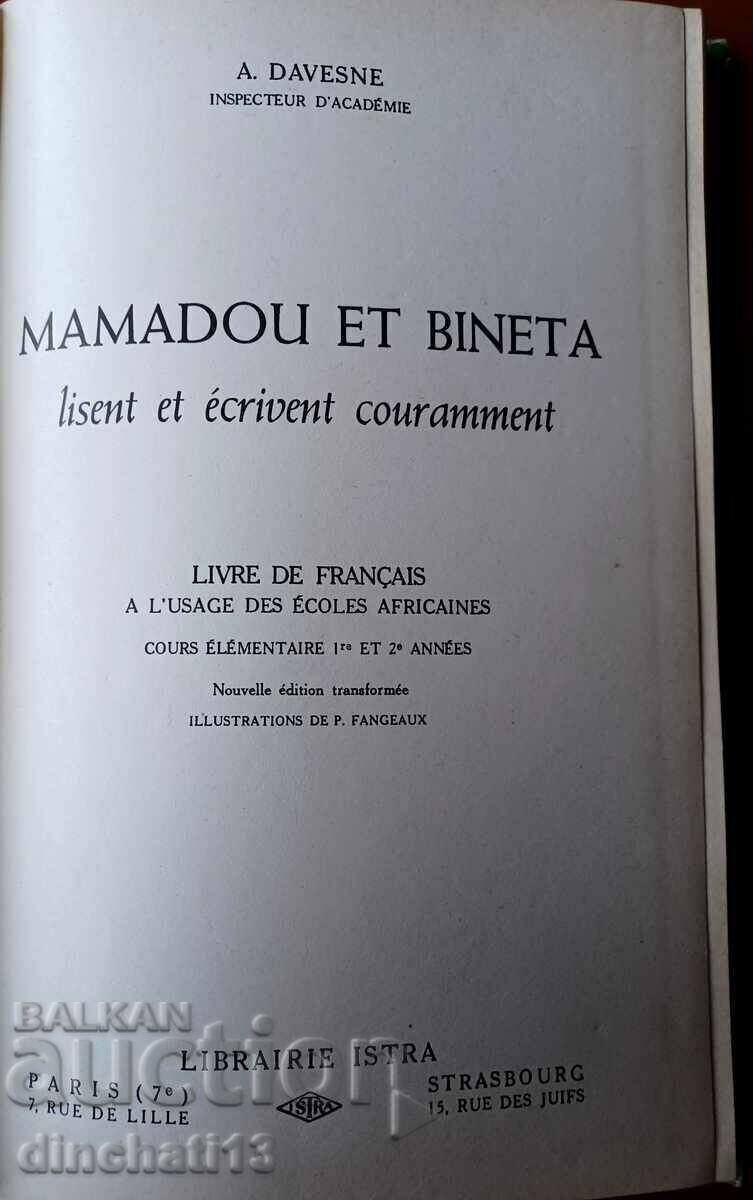 A. DAVESNE
INSPECTEUR D'ACADÉMIE
MAMADOU ET BINETA
lisent et écrivent couramment
LIVRE DE FRANÇAIS
A L'USAGE DES ÉCOLES AFRICAINES
COURS ÉLÉMENTAIRE 1re ET 2e ANNÉES
Nouvelle édition transformée
ILLUSTRATIONS DE P. FANGEAUX
LIBRAIRIE ISTRA
PARIS (7e)
7, RUE DE LILLE
ISTRA
STRASBOURG
15, RUE DES JUIFS
BALKAN
auction
dinchati13